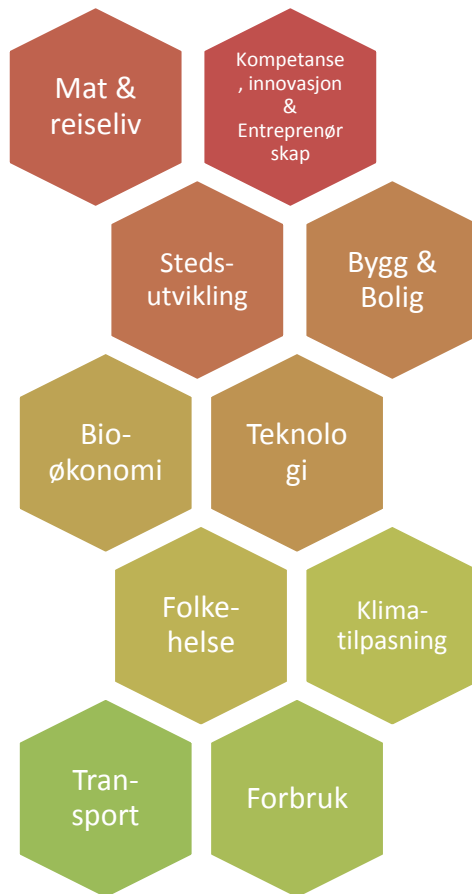 Mat &
reiseliv
Kompetanse
, innovasjon
&
Entreprenør
skap
Steds-
utvikling
Bygg &
Bolig
Bio-
økonomi
Teknolo
gi
Folke-
helse
Klima-
tilpasning
Tran-
sport
Forbruk